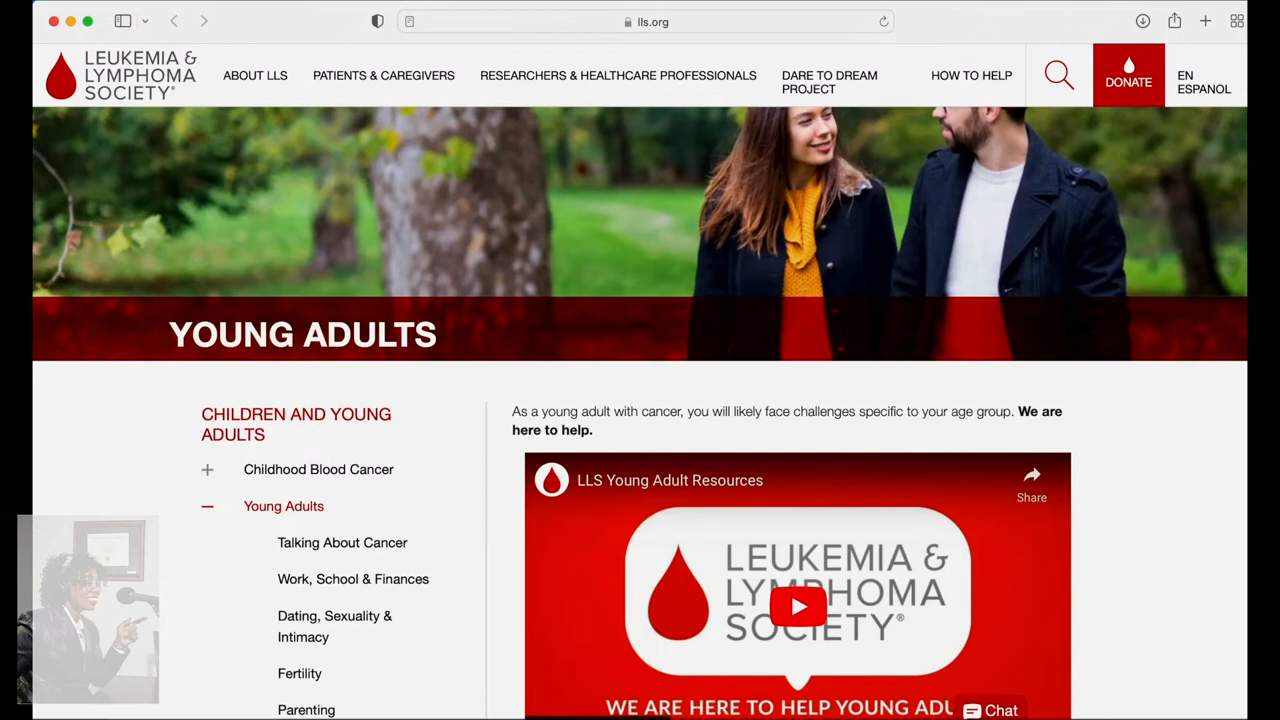 lls.org
LEUKEMIA &
LYMPHOMA
SOCIETY®
ABOUT LLS
PATIENTS & CAREGIVERS
RESEARCHERS & HEALTHCARE PROFESSIONALS
DARE TO DREAM
PROJECT
HOW TO HELP
DONATE
EN
ESPANOL
YOUNG ADULTS
CHILDREN AND YOUNG
ADULTS
Childhood Blood Cancer
Young Adults
Talking About Cancer
Work, School & Finances
Dating, Sexuality &
Intimacy
Fertility
Parenting
As a young adult with cancer, you will likely face challenges specific to your age group. We are
here to help.
LLS Young Adult Resources
Share
LEUKEMIA &
LYMPHOMA
SOCIETY®
WE ARE HERE TO HELP YOUNG ADU
Chat